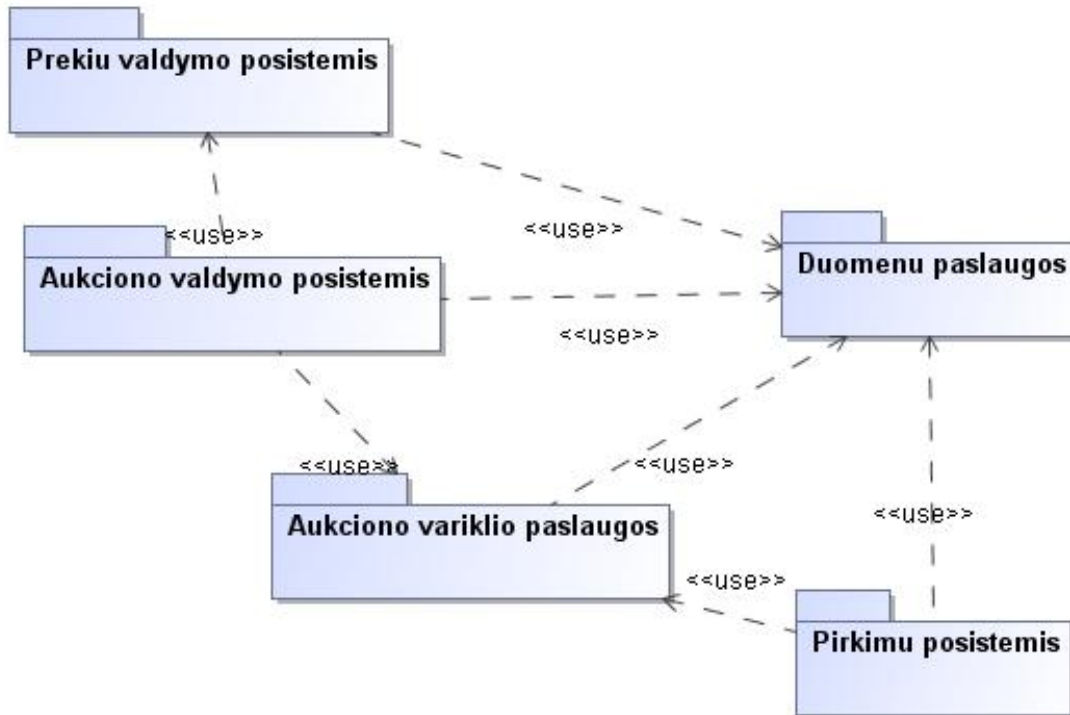 Prekiu valdymo posistemis
<<use>>
<<use>>
Aukciono valdymo posistemis
Duomenu paslaugos
<<use>>
<<use>>
<<use>>
Aukciono variklio paslaugos
<<use>>
<<use>>
Pirkimu posistemis